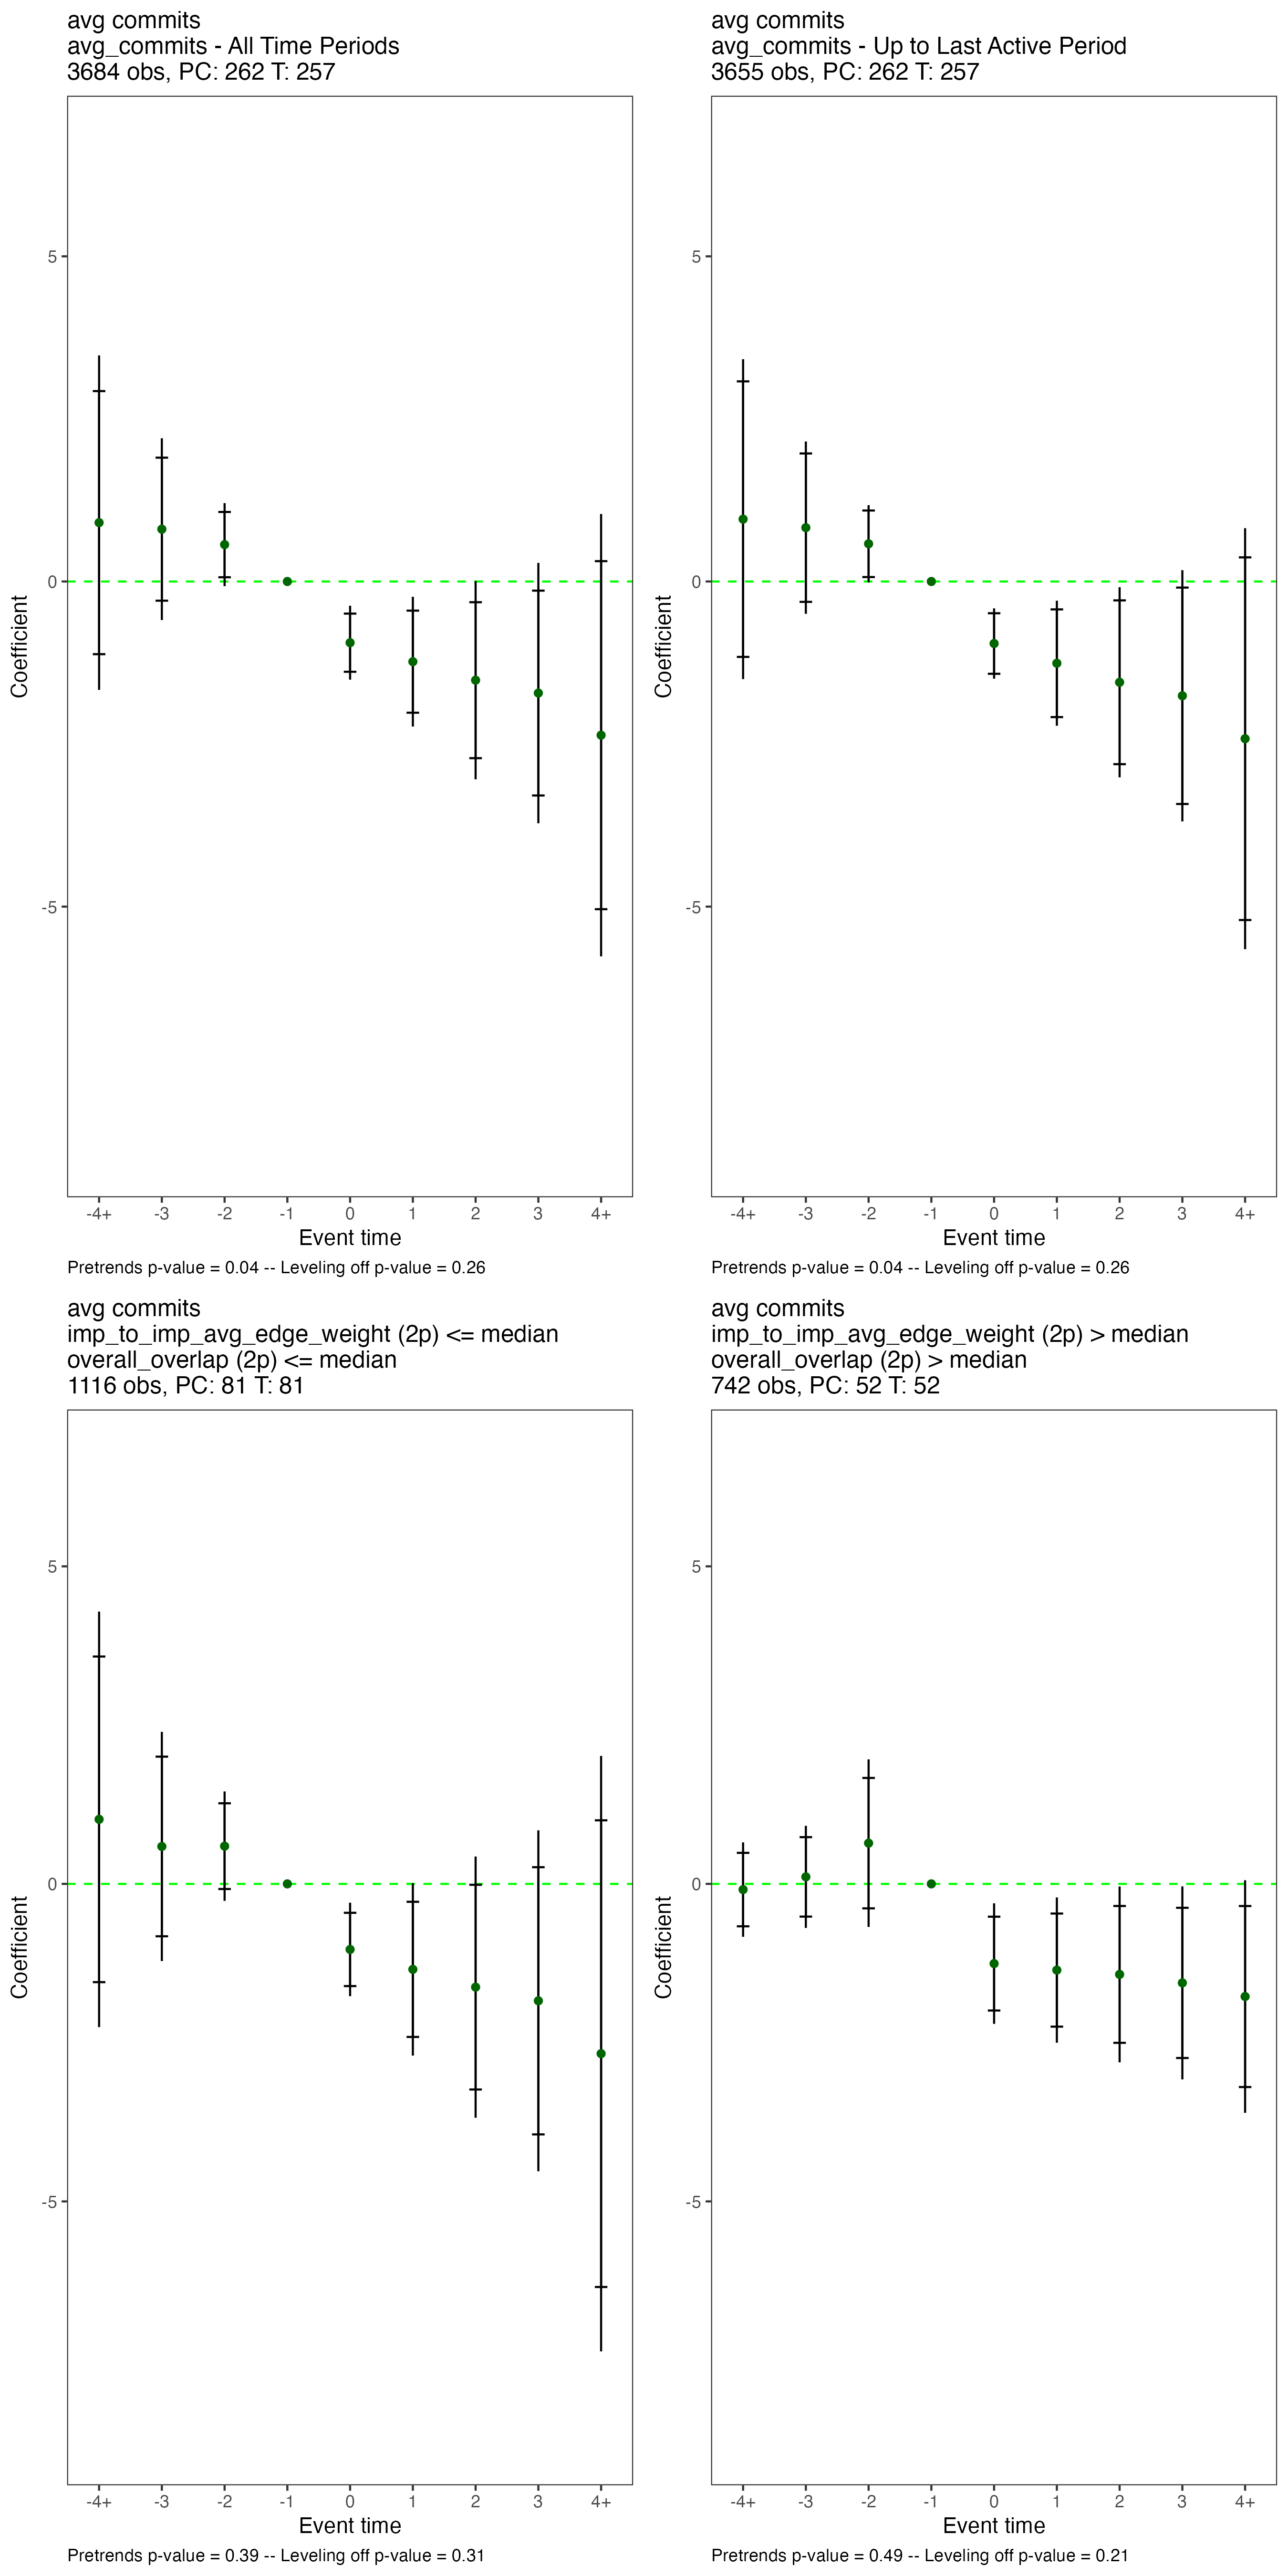 avg commits
avg_commits - All Time Periods
3684 obs, PC: 262 T: 257
5
0
-5
Coefficient
-4+ -3 -2 -1 0 1 2 3 4+
Event time
Pretrends p-value = 0.04 -- Leveling off p-value = 0.26
avg commits
avg_commits - Up to Last Active Period
3655 obs, PC: 262 T: 257
5
0
-5
Coefficient
-4+ -3 -2 -1 0 1 2 3 4+
Event time
Pretrends p-value = 0.04 -- Leveling off p-value = 0.26
avg commits
imp_to_imp_avg_edge_weight (2p) <= median
overall_overlap (2p) <= median
1116 obs, PC: 81 T: 81
5
0
-5
Coefficient
-4+ -3 -2 -1 0 1 2 3 4+
Event time
Pretrends p-value = 0.39 -- Leveling off p-value = 0.31
avg commits
imp_to_imp_avg_edge_weight (2p) > median
overall_overlap (2p) > median
742 obs, PC: 52 T: 52
5
0
-5
Coefficient
-4+ -3 -2 -1 0 1 2 3 4+
Event time
Pretrends p-value = 0.49 -- Leveling off p-value = 0.21